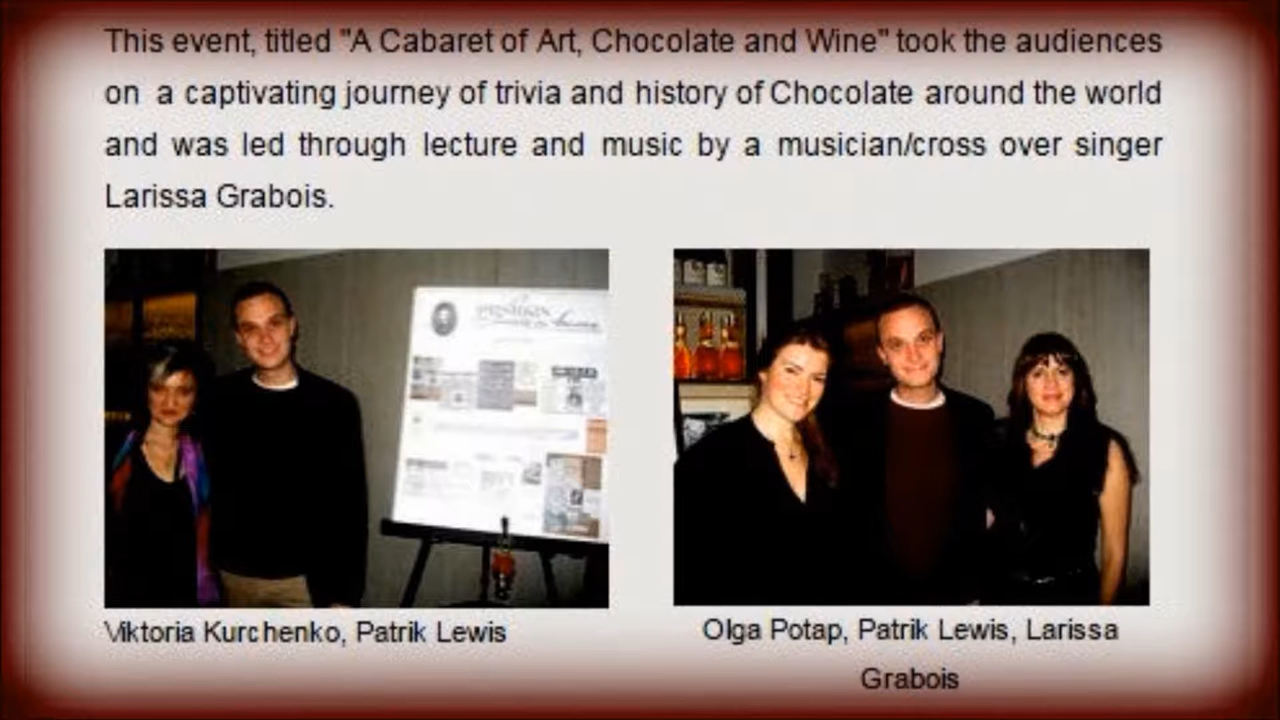 This event, titled "A Cabaret of Art, Chocolate and Wine" took the audiences
on a captivating journey of trivia and history of Chocolate around the world
and was led through lecture and music by a musician/cross over singer
Larissa Grabois.
Viktoria Kurchenko, Patrik Lewis
Olga Potap, Patrik Lewis, Larissa
Grabois